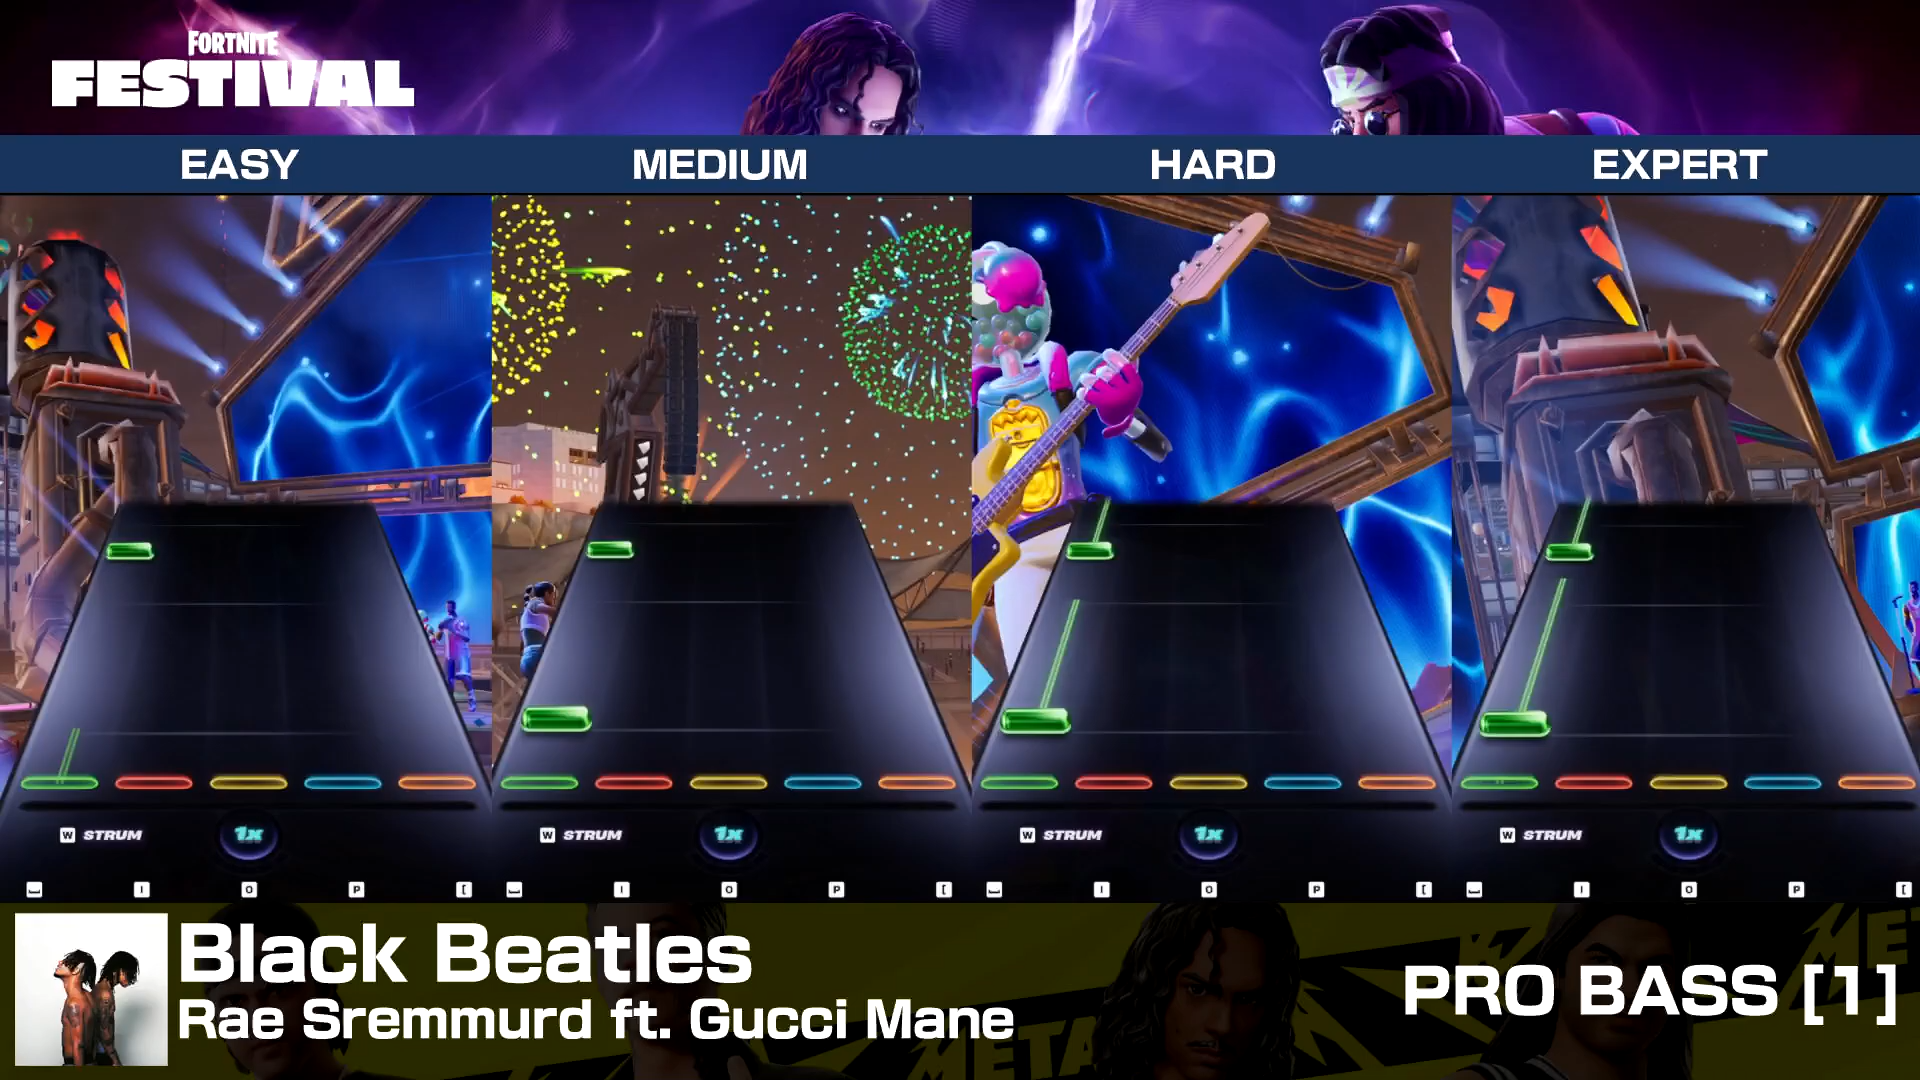 FORTNITE
FESTIVAL
EASY MEDIUM HARD EXPERT
W STRUM 1x W STRUM 1x W STRUM 1x W STRUM 1x
I O P [ I O P [ I O P [ I O P [
Black Beatles
Rae Sremmurd ft. Gucci Mane
PRO BASS [1]
META